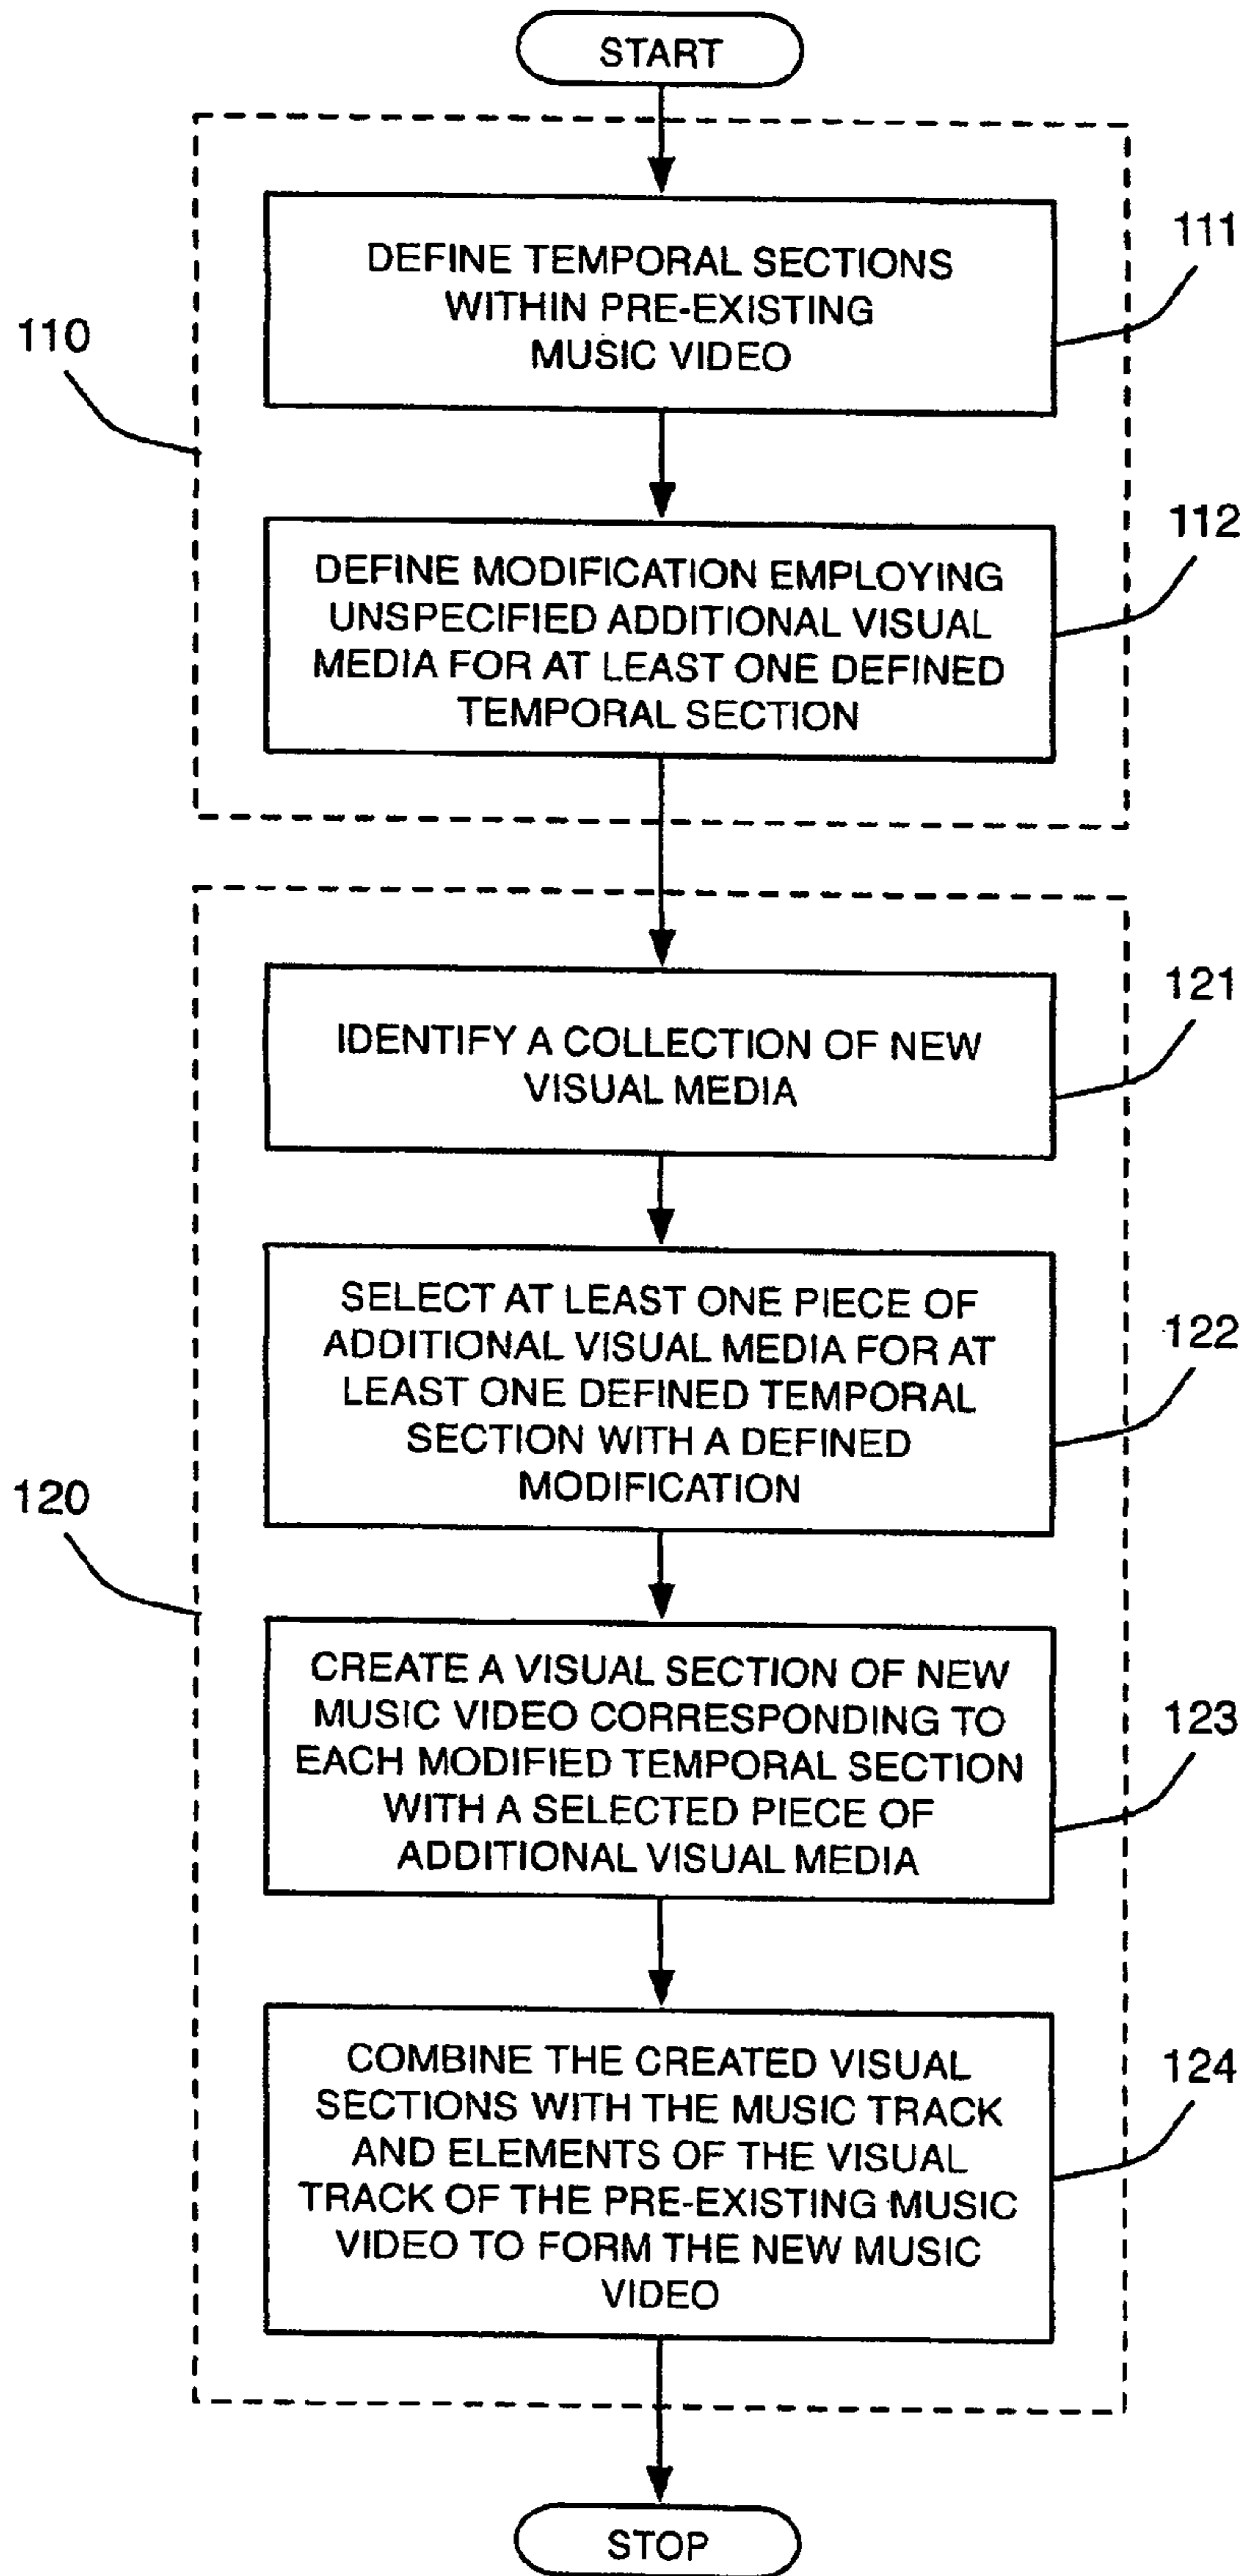 START
DEFINE TEMPORAL SECTIONS
WITHIN PRE-EXISTING
MUSIC VIDEO
111
110
DEFINE MODIFICATION EMPLOYING
UNSPECIFIED ADDITIONAL VISUAL
MEDIA FOR AT LEAST ONE DEFINED
TEMPORAL SECTION
112
IDENTIFY A COLLECTION OF NEW
VISUAL MEDIA
121
SELECT AT LEAST ONE PIECE OF
ADDITIONAL VISUAL MEDIA FOR AT
LEAST ONE DEFINED TEMPORAL
SECTION WITH A DEFINED
MODIFICATION
122
120
CREATE A VISUAL SECTION OF NEW
MUSIC VIDEO CORRESPONDING TO
EACH MODIFIED TEMPORAL SECTION
WITH A SELECTED PIECE OF
ADDITIONAL VISUAL MEDIA
123
COMBINE THE CREATED VISUAL
SECTIONS WITH THE MUSIC TRACK
AND ELEMENTS OF THE VISUAL
TRACK OF THE PRE-EXISTING MUSIC
VIDEO TO FORM THE NEW MUSIC
VIDEO
124
STOP